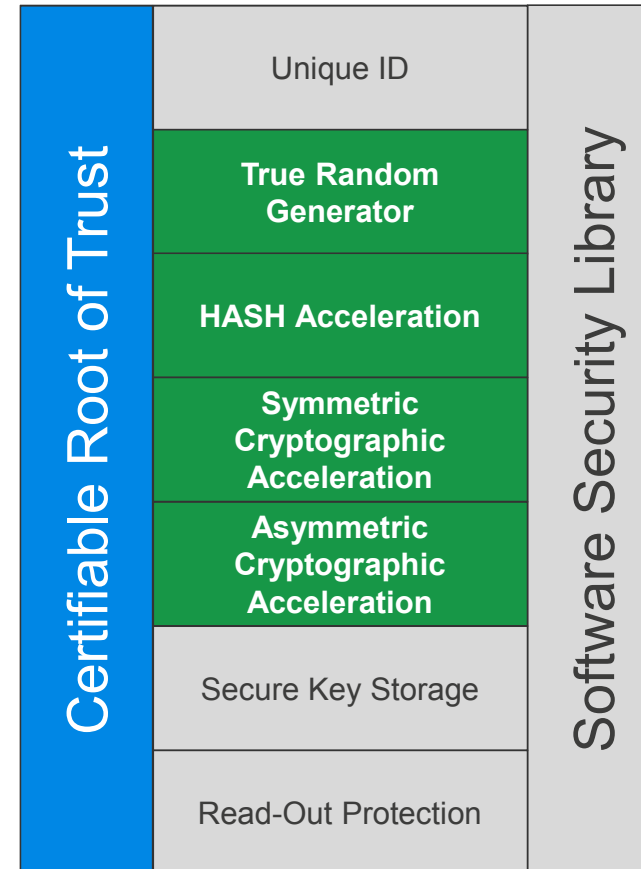 Certifiable Root of Trust
Unique ID
True Random
Generator
HASH Acceleration
Symmetric
Cryptographic
Acceleration
Asymmetric
Cryptographic
Acceleration
Secure Key Storage
Read-Out Protection
Software Security Library